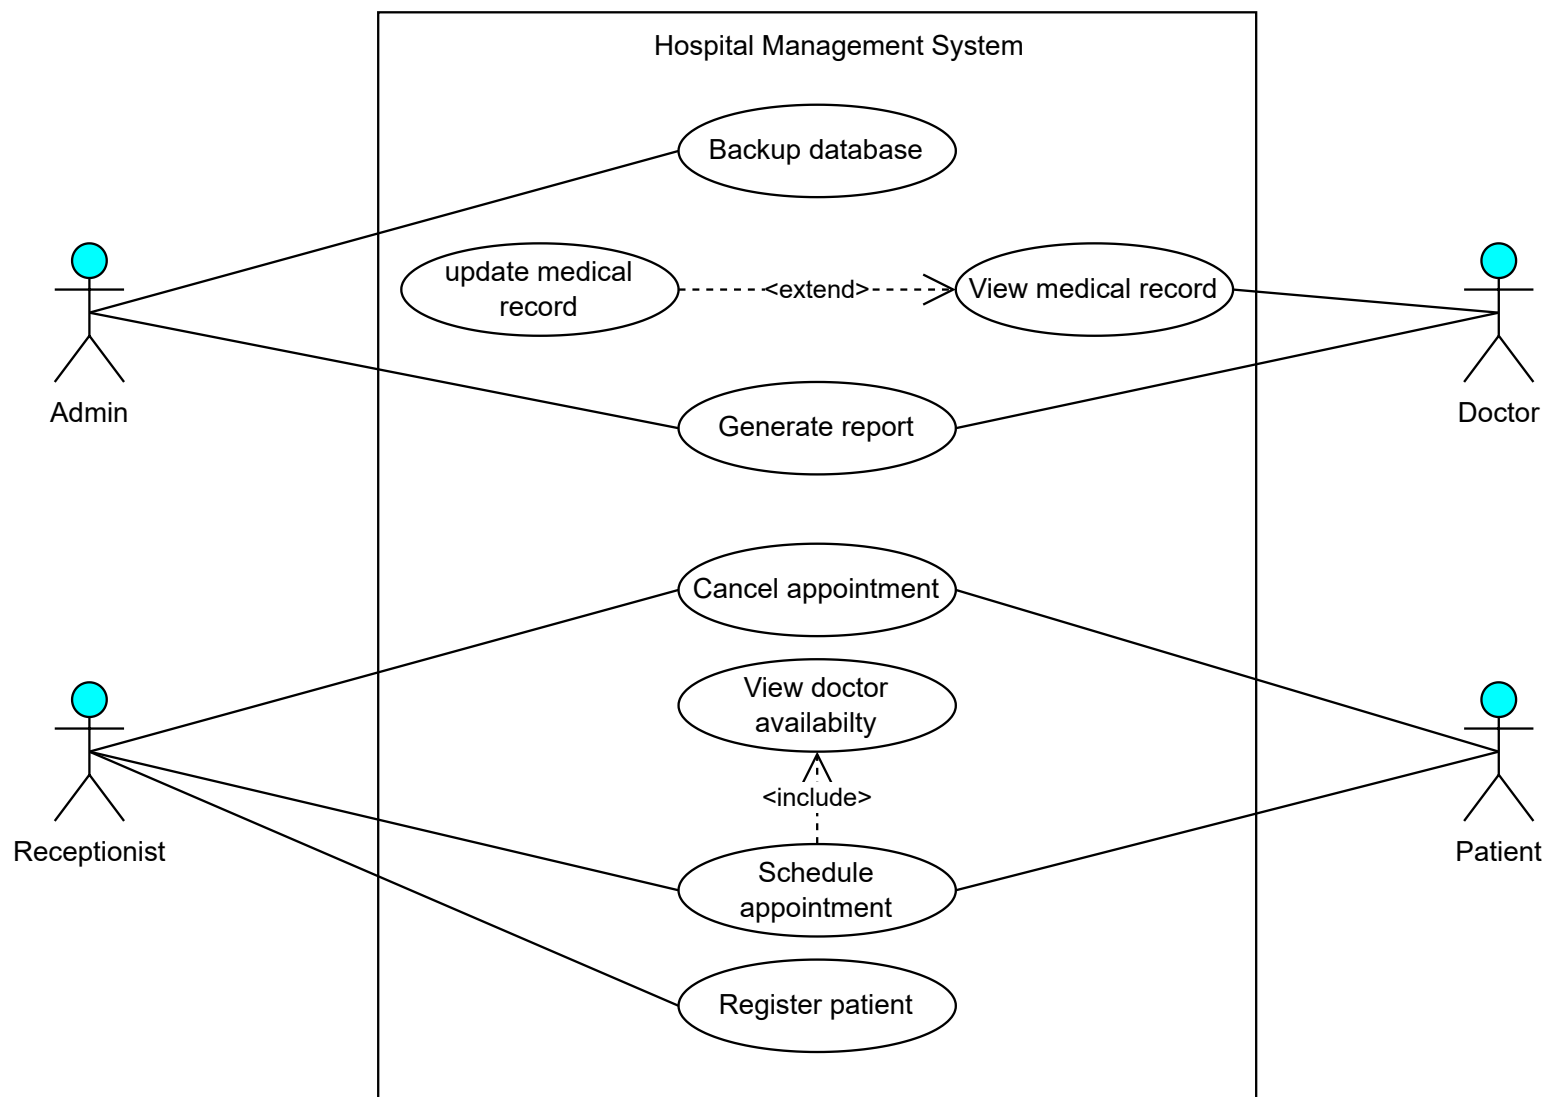 Hospital Management System
Backup database
update medical
record
<extend>
View medical record
Admin
Generate report
Doctor
Cancel appointment
View doctor
availabilty
<include>
Receptionist
Schedule
appointment
Patient
Register patient